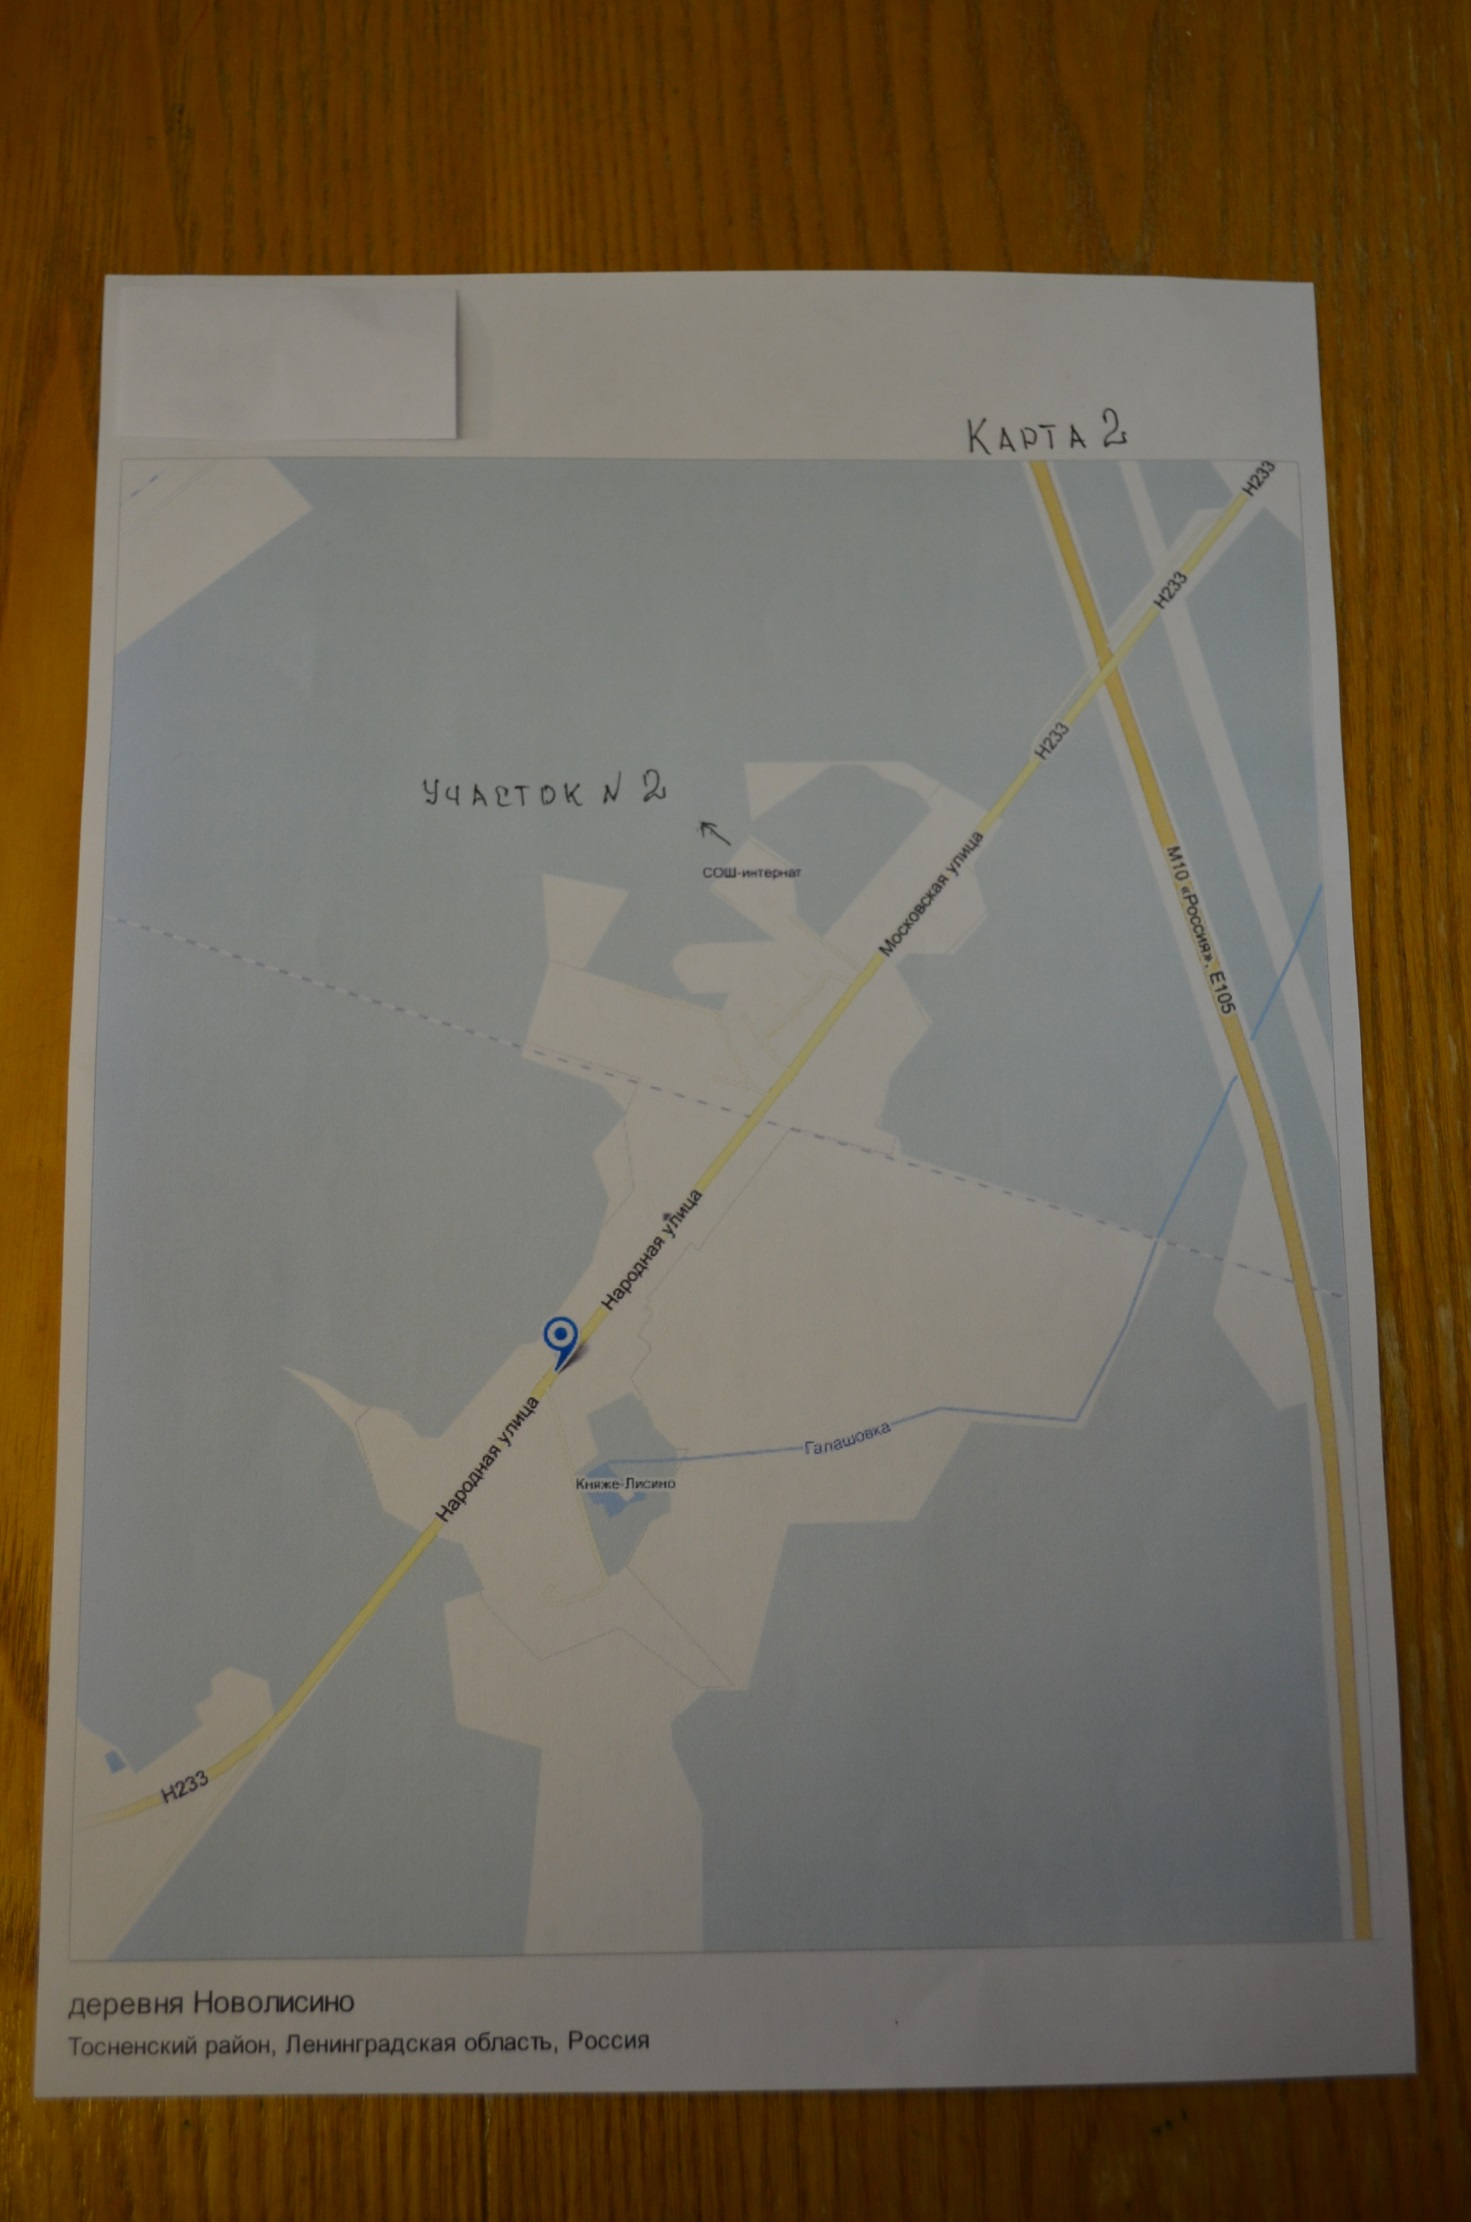 КАРТА 2
Н233
Н233
Н233
УЧАСТОК N 2
СОШ-интернат
Московская улица
М10 «Россия», Е105
Народная улица
Народная улица
Галашовка
Княже-Лисино
Н233
деревня Новолисино
Тосненский район, Ленинградская область, Россия